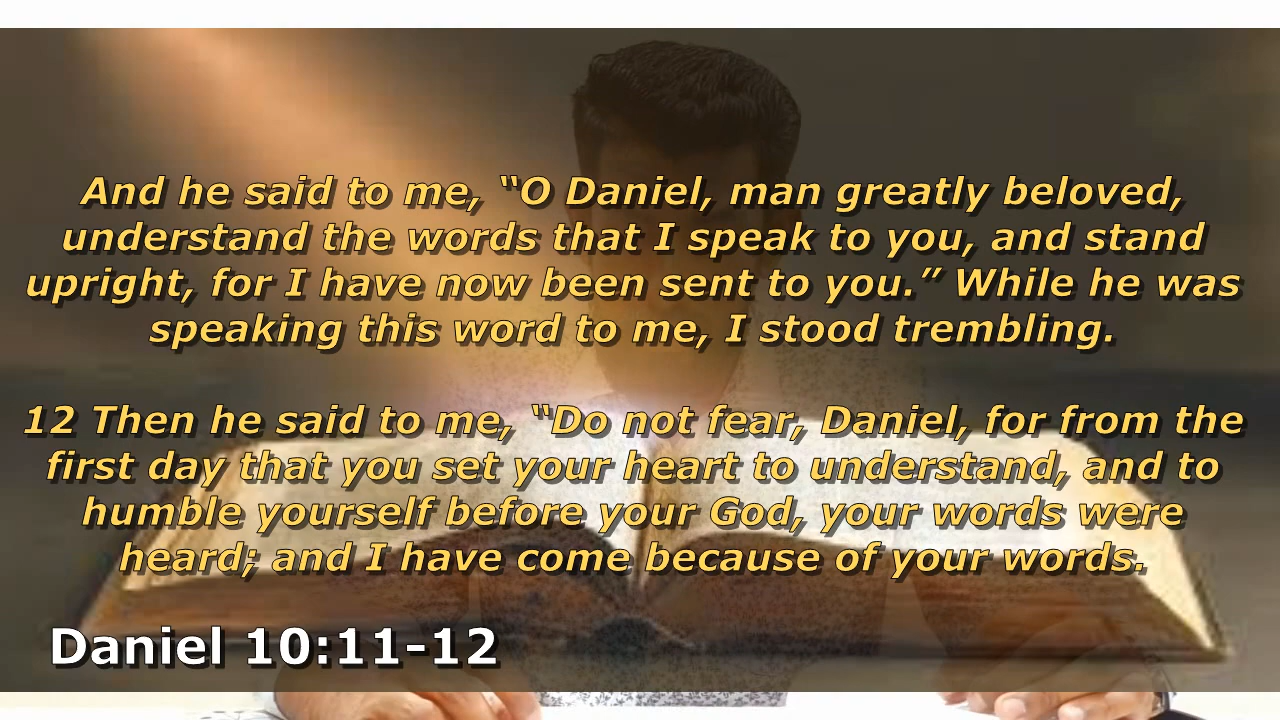 And he said to me, “O Daniel, man greatly beloved,
understand the words that I speak to you, and stand
upright, for I have now been sent to you.” While he was
speaking this word to me, I stood trembling.
12 Then he said to me, “Do not fear, Daniel, for from the
first day that you set your heart to understand, and to
humble yourself before your God, your words were
heard; and I have come because of your words.
Daniel 10:11-12